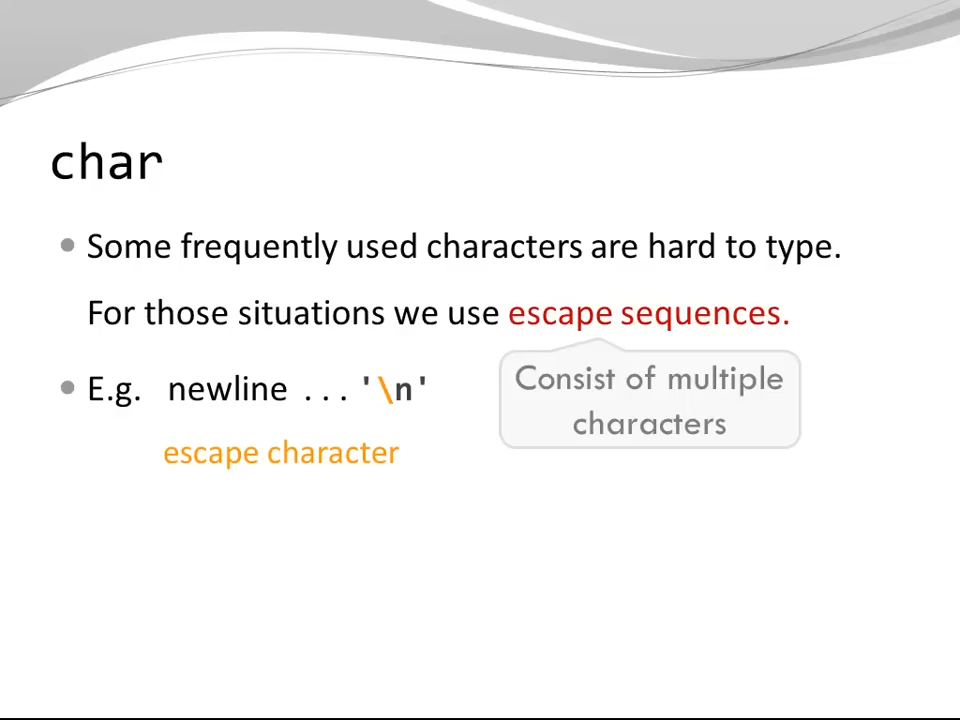 char
Some frequently used characters are hard to type.
For those situations we use escape sequences.
E.g. newline . . . '\n'
Consist of multiple
characters
escape character